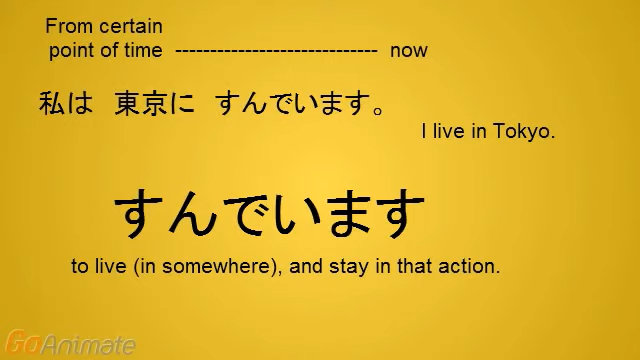 From certain
point of time ----------------------------- now
私は 東京に すんでいます。
I live in Tokyo.
すんでいます
to live (in somewhere), and stay in that action.
GoAnimate